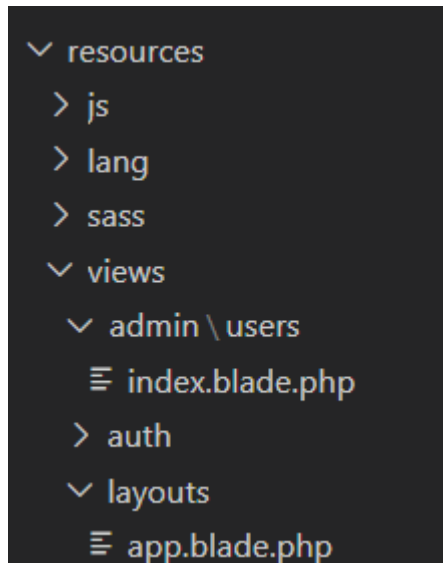 resources
js
lang
sass
views
admin \ users
index.blade.php
auth
layouts
app.blade.php